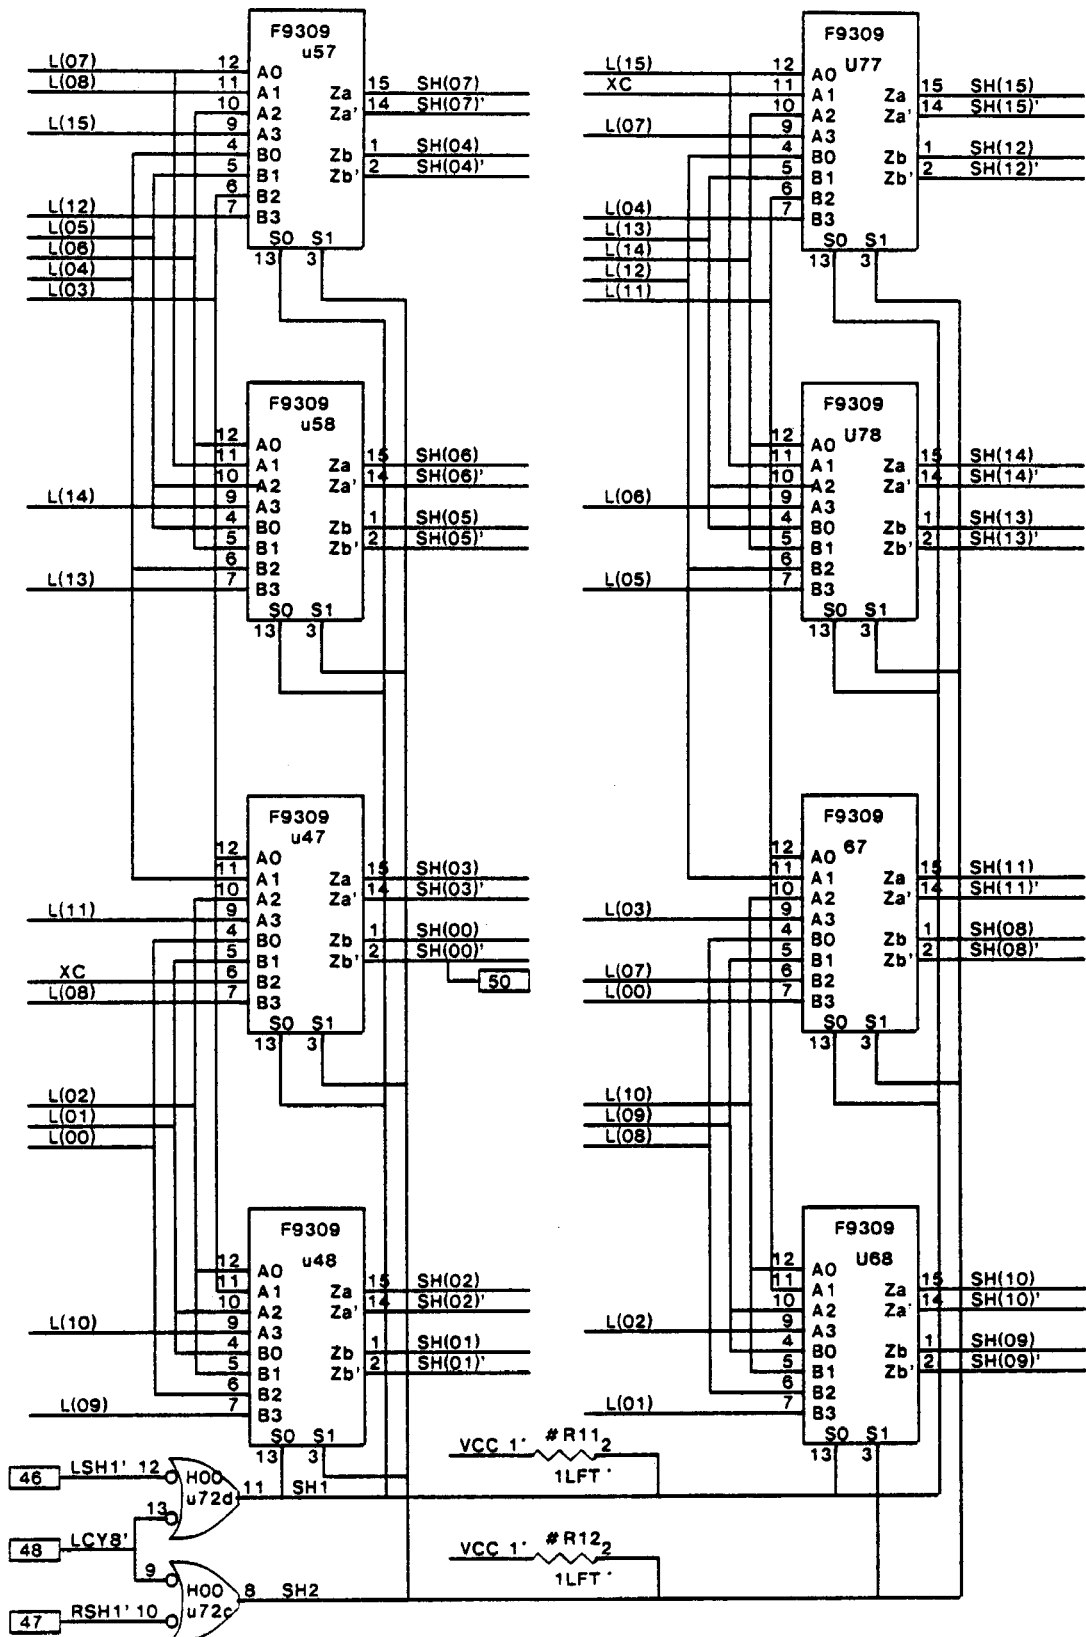 F9309
u57
L(07) 12 A0
L(08) 11 A1 Za 15 SH(07)
10 A2 Za' 14 SH(07)'
L(15) 9 A3
4 B0 Zb 1 SH(04)
5 B1 Zb' 2 SH(04)'
6 B2
L(12) 7 B3
L(05)
L(06) S0 S1
L(04) 13 3
L(03)
F9309
U77
L(15) 12 A0
XC 11 A1 Za 15 SH(15)
10 A2 Za' 14 SH(15)'
L(07) 9 A3
4 B0 Zb 1 SH(12)
5 B1 Zb' 2 SH(12)'
6 B2
L(04) 7 B3
L(13)
L(14) S0 S1
L(12) 13 3
L(11)
F9309
u58
12 A0
11 A1 Za 15 SH(06)
10 A2 Za' 14 SH(06)'
L(14) 9 A3
4 B0 Zb 1 SH(05)
5 B1 Zb' 2 SH(05)'
6 B2
L(13) 7 B3
S0 S1
13 3
F9309
U78
12 A0
11 A1 Za 15 SH(14)
10 A2 Za' 14 SH(14)'
L(06) 9 A3
4 B0 Zb 1 SH(13)
5 B1 Zb' 2 SH(13)'
6 B2
L(05) 7 B3
S0 S1
13 3
F9309
u47
12 A0
11 A1 Za 15 SH(03)
10 A2 Za' 14 SH(03)'
L(11) 9 A3
4 B0 Zb 1 SH(00)
5 B1 Zb' 2 SH(00)'
XC 6 B2 50
L(08) 7 B3
S0 S1
13 3
L(02)
L(01)
L(00)
F9309
67
12 A0
11 A1 Za 15 SH(11)
10 A2 Za' 14 SH(11)'
L(03) 9 A3
4 B0 Zb 1 SH(08)
5 B1 Zb' 2 SH(08)'
L(07) 6 B2
L(00) 7 B3
S0 S1
13 3
L(10)
L(09)
L(08)
F9309
u48
12 A0
11 A1 Za 15 SH(02)
10 A2 Za' 14 SH(02)'
L(10) 9 A3
4 B0 Zb 1 SH(01)
5 B1 Zb' 2 SH(01)'
6 B2
L(09) 7 B3
S0 S1
13 3
F9309
U68
12 A0
11 A1 Za 15 SH(10)
10 A2 Za' 14 SH(10)'
L(02) 9 A3
4 B0 Zb 1 SH(09)
5 B1 Zb' 2 SH(09)'
6 B2
L(01) 7 B3
S0 S1
13 3
VCC 1' #R11 2
1LFT'
46 LSH1' 12 H00
u72d 11 SH1
13
48 LCY8'
VCC 1' #R12 2
1LFT'
9 H00
u72c 8 SH2
47 RSH1' 10